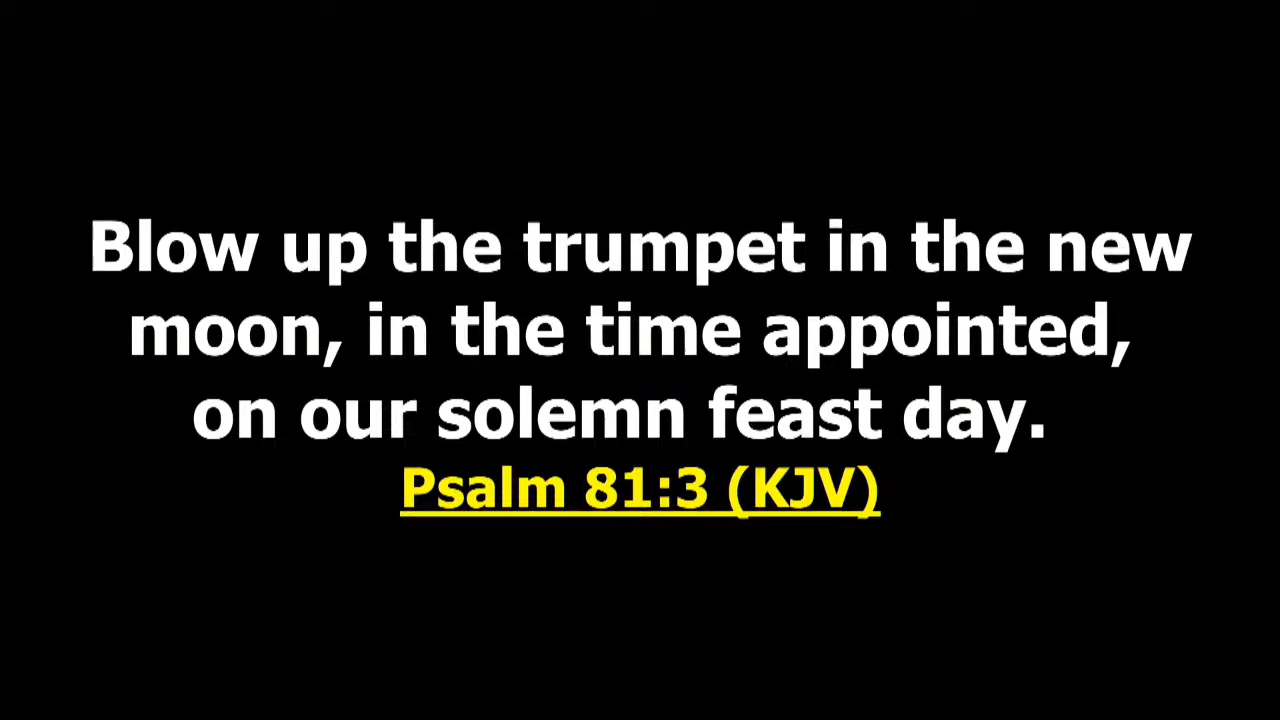 Blow up the trumpet in the new
moon, in the time appointed,
on our solemn feast day.
Psalm 81:3 (KJV)